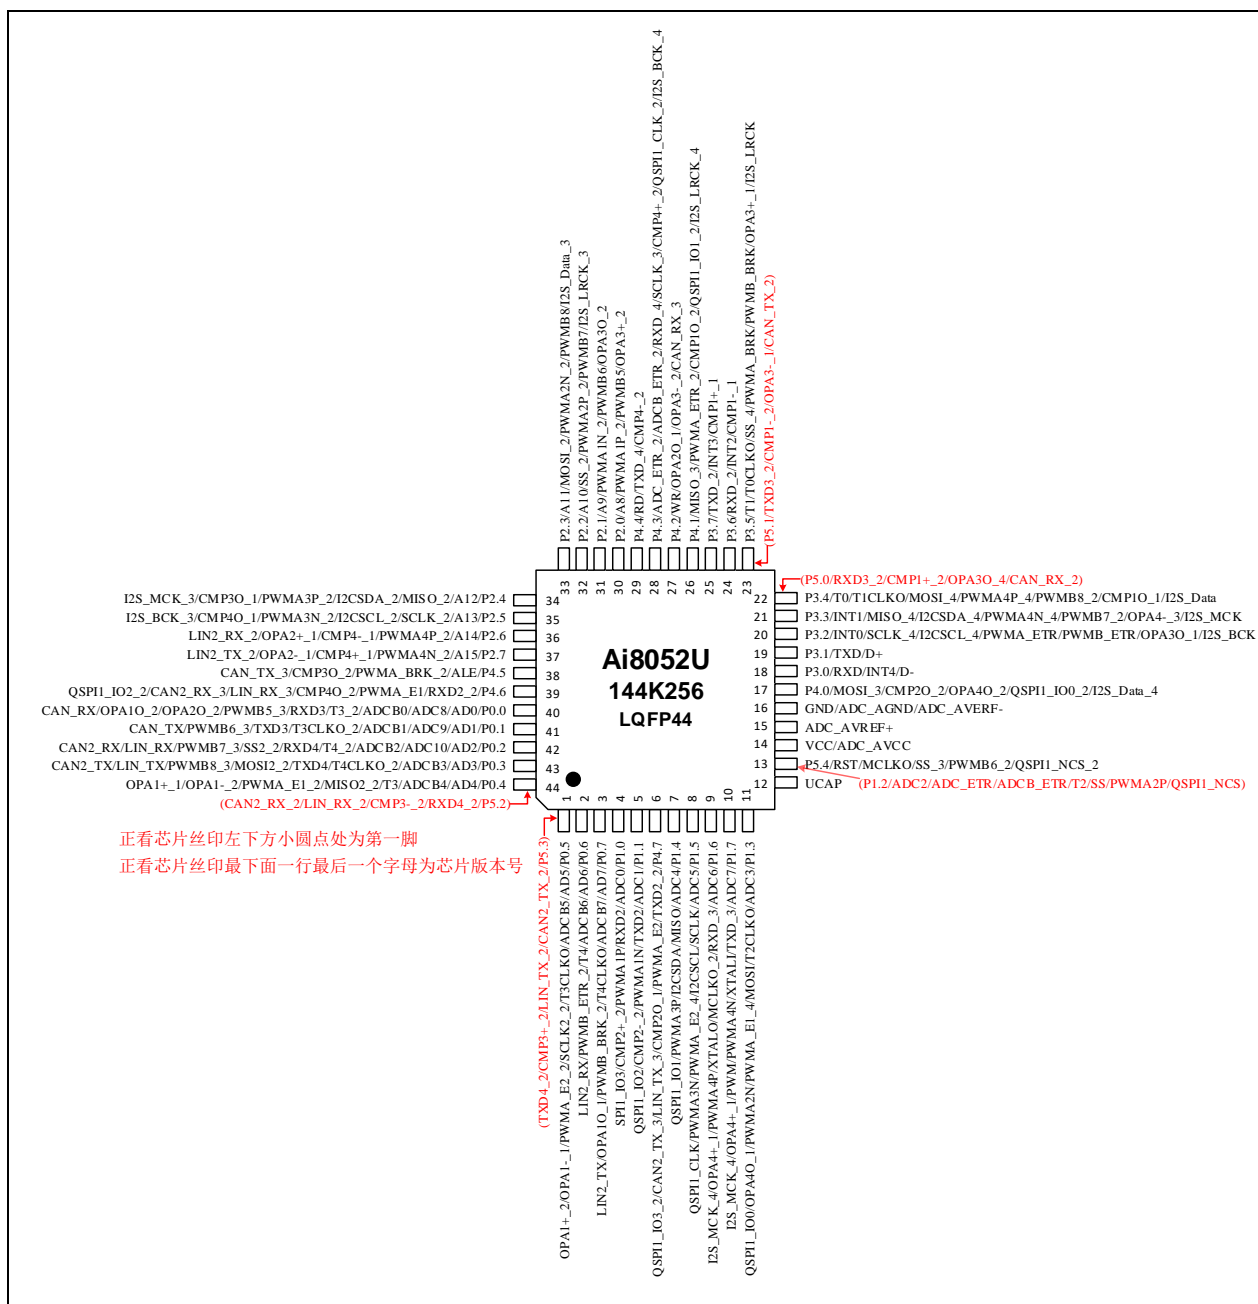 P2.3/A11/MOSI_2/PWMA2N_2/PWMB8/I2S_Data_3
P2.2/A10/SS_2/PWMA2P_2/PWMB7/I2S_LRCK_3
P2.1/A9/PWMA1N_2/PWMB6/OPA3O_2
P2.0/A8/PWMA1P_2/PWMB5/OPA3+_2
P4.4/RD/TXD_4/CMP4-_2
P4.3/ADC_ETR_2/ADCB_ETR_2/RXD_4/SCLK_3/CMP4+_2/QSPI1_CLK_2/I2S_BCK_4
P4.2/WR/OPA2O_1/OPA3-_2/CAN_RX_3
P4.1/MISO_3/PWMA_ETR_2/CMP1O_2/QSPI1_IO1_2/I2S_LRCK_4
P3.7/TXD_2/INT3/CMP1+_1
P3.6/RXD_2/INT2/CMP1-_1
P3.5/T1/T0CLKO/SS_4/PWMA_BRK/PWMB_BRK/OPA3+_1/I2S_LRCK
(P5.1/TXD3_2/CMP1-_2/OPA3-_1/CAN_TX_2)
33 32 31 30 29 28 27 26 25 24 23
I2S_MCK_3/CMP3O_1/PWMA3P_2/I2CSDA_2/MISO_2/A12/P2.4 34
I2S_BCK_3/CMP4O_1/PWMA3N_2/I2CSCL_2/SCLK_2/A13/P2.5 35
LIN2_RX_2/OPA2+_1/CMP4-_1/PWMA4P_2/A14/P2.6 36
LIN2_TX_2/OPA2-_1/CMP4+_1/PWMA4N_2/A15/P2.7 37
CAN_TX_3/CMP3O_2/PWMA_BRK_2/ALE/P4.5 38
QSPI1_IO2_2/CAN2_RX_3/LIN_RX_3/CMP4O_2/PWMA_E1/RXD2_2/P4.6 39
CAN_RX/OPA1O_2/OPA2O_2/PWMB5_3/RXD3/T3_2/ADCB0/ADC8/AD0/P0.0 40
CAN_TX/PWMB6_3/TXD3/T3CLKO_2/ADCB1/ADC9/AD1/P0.1 41
CAN2_RX/LIN_RX/PWMB7_3/SS2_2/RXD4/T4_2/ADCB2/ADC10/AD2/P0.2 42
CAN2_TX/LIN_TX/PWMB8_3/MOSI2_2/TXD4/T4CLKO_2/ADCB3/AD3/P0.3 43
OPA1+_1/OPA1-_2/PWMA_E1_2/MISO2_2/T3/ADCB4/AD4/P0.4 44
(CAN2_RX_2/LIN_RX_2/CMP3-_2/RXD4_2/P5.2)
Ai8052U
144K256
LQFP44
(P5.0/RXD3_2/CMP1+_2/OPA3O_4/CAN_RX_2)
22 P3.4/T0/T1CLKO/MOSI_4/PWMA4P_4/PWMB8_2/CMP1O_1/I2S_Data
21 P3.3/INT1/MISO_4/I2CSDA_4/PWMA4N_4/PWMB7_2/OPA4-_3/I2S_MCK
20 P3.2/INT0/SCLK_4/I2CSCL_4/PWMA_ETR/PWMB_ETR/OPA3O_1/I2S_BCK
19 P3.1/TXD/D+
18 P3.0/RXD/INT4/D-
17 P4.0/MOSI_3/CMP2O_2/OPA4O_2/QSPI1_IO0_2/I2S_Data_4
16 GND/ADC_AGND/ADC_AVERF-
15 ADC_AVREF+
14 VCC/ADC_AVCC
13 P5.4/RST/MCLKO/SS_3/PWMB6_2/QSPI1_NCS_2
12 UCAP (P1.2/ADC2/ADC_ETR/ADCB_ETR/T2/SS/PWMA2P/QSPI1_NCS)
正看芯片丝印左下方小圆点处为第一脚
正看芯片丝印最下面一行最后一个字母为芯片版本号
1 2 3 4 5 6 7 8 9 10 11
(TXD4_2/CMP3+_2/LIN_TX_2/CAN2_TX_2/P5.3)
OPA1+_2/OPA1-_1/PWMA_E2_2/SCLK2_2/T3CLKO/ADCB5/AD5/P0.5
LIN2_RX/PWMB_ETR_2/T4/ADCB6/AD6/P0.6
LIN2_TX/OPA1O_1/PWMB_BRK_2/T4CLKO/ADCB7/AD7/P0.7
SPI1_IO3/CMP2+_2/PWMA1P/RXD2/ADC0/P1.0
QSPI1_IO2/CMP2-_2/PWMA1N/TXD2/ADC1/P1.1
QSPI1_IO3_2/CAN2_TX_3/LIN_TX_3/CMP2O_1/PWMA_E2/TXD2_2/P4.7
QSPI1_IO1/PWMA3P/I2CSDA/MISO/ADC4/P1.4
QSPI1_CLK/PWMA3N/PWMA_E2_4/I2CSCL/SCLK/ADC5/P1.5
I2S_MCK_4/OPA4+_1/PWMA4P/XTALO/MCLKO_2/RXD_3/ADC6/P1.6
I2S_MCK_4/OPA4+_1/PWM/PWMA4N/XTALI/TXD_3/ADC7/P1.7
QSPI1_IO0/OPA4O_1/PWMA2N/PWMA_E1_4/MOSI/T2CLKO/ADC3/P1.3